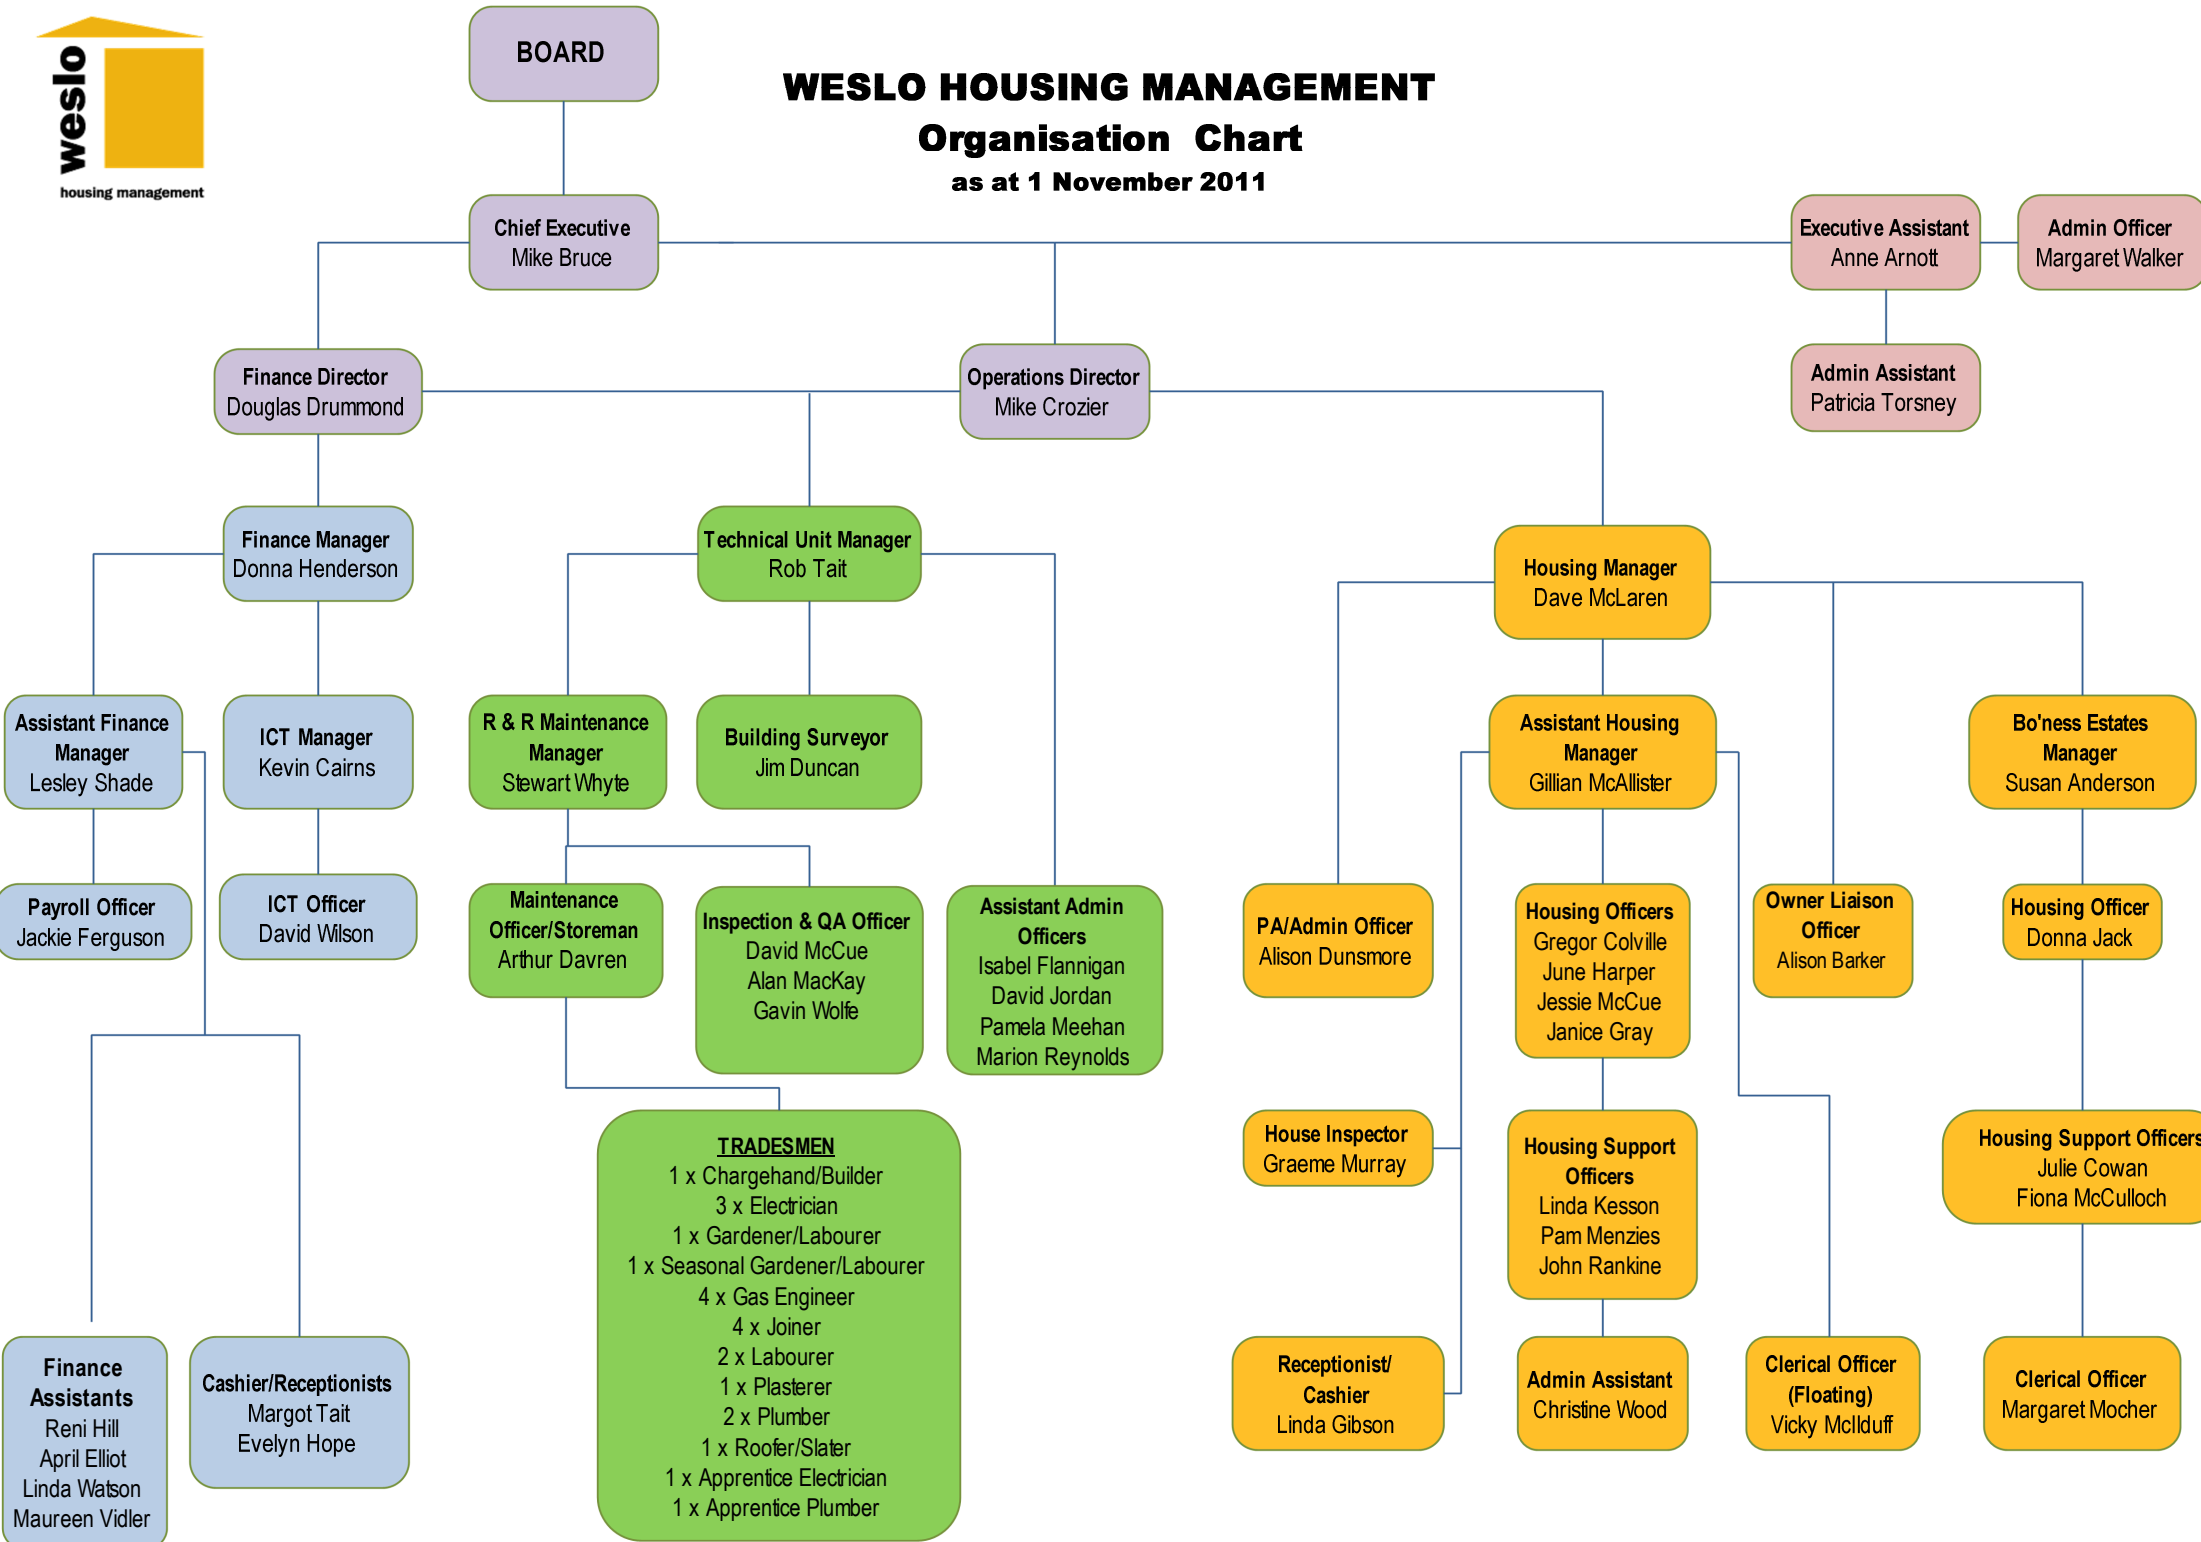 weslo
housing management
BOARD
WESLO HOUSING MANAGEMENT
Organisation Chart
as at 1 November 2011
Chief Executive
Mike Bruce
Executive Assistant
Anne Arnott
Admin Officer
Margaret Walker
Finance Director
Douglas Drummond
Operations Director
Mike Crozier
Admin Assistant
Patricia Torsney
Finance Manager
Donna Henderson
Technical Unit Manager
Rob Tait
Housing Manager
Dave McLaren
Assistant Finance
Manager
Lesley Shade
ICT Manager
Kevin Cairns
R & R Maintenance
Manager
Stewart Whyte
Building Surveyor
Jim Duncan
Assistant Housing
Manager
Gillian McAllister
Bo'ness Estates
Manager
Susan Anderson
Payroll Officer
Jackie Ferguson
ICT Officer
David Wilson
Maintenance
Officer/Storeman
Arthur Davren
Inspection & QA Officer
David McCue
Alan MacKay
Gavin Wolfe
Assistant Admin
Officers
Isabel Flannigan
David Jordan
Pamela Meehan
Marion Reynolds
PA/Admin Officer
Alison Dunsmore
Housing Officers
Gregor Colville
June Harper
Jessie McCue
Janice Gray
Owner Liaison
Officer
Alison Barker
Housing Officer
Donna Jack
TRADESMEN
1 x Chargehand/Builder
3 x Electrician
1 x Gardener/Labourer
1 x Seasonal Gardener/Labourer
4 x Gas Engineer
4 x Joiner
2 x Labourer
1 x Plasterer
2 x Plumber
1 x Roofer/Slater
1 x Apprentice Electrician
1 x Apprentice Plumber
House Inspector
Graeme Murray
Housing Support
Officers
Linda Kesson
Pam Menzies
John Rankine
Housing Support Officers
Julie Cowan
Fiona McCulloch
Finance
Assistants
Reni Hill
April Elliot
Linda Watson
Maureen Vidler
Cashier/Receptionists
Margot Tait
Evelyn Hope
Receptionist/
Cashier
Linda Gibson
Admin Assistant
Christine Wood
Clerical Officer
(Floating)
Vicky McIlduff
Clerical Officer
Margaret Mocher